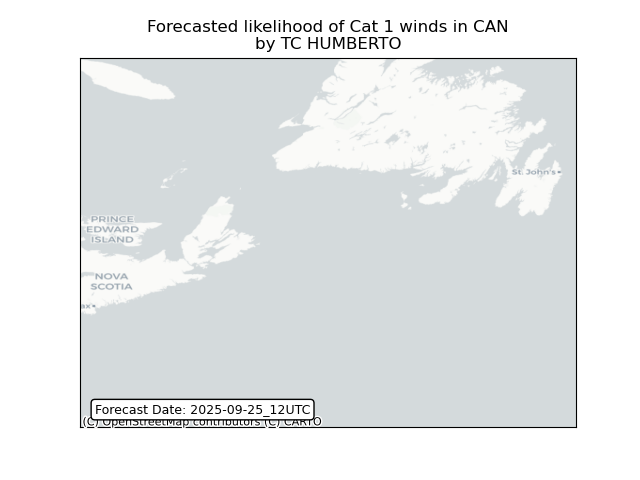 Forecasted likelihood of Cat 1 winds in CAN
by TC HUMBERTO
St. John's
PRINCE
EDWARD
ISLAND
NOVA
SCOTIA
ax
Forecast Date: 2025-09-25_12UTC
(C) OpenStreetMap contributors (C) CARTO